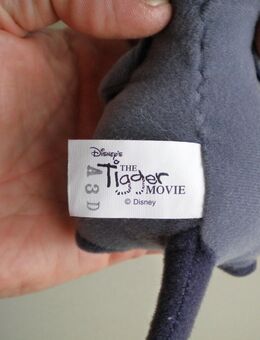 Disney's
THE
Tigger
MOVIE
© Disney
A3D